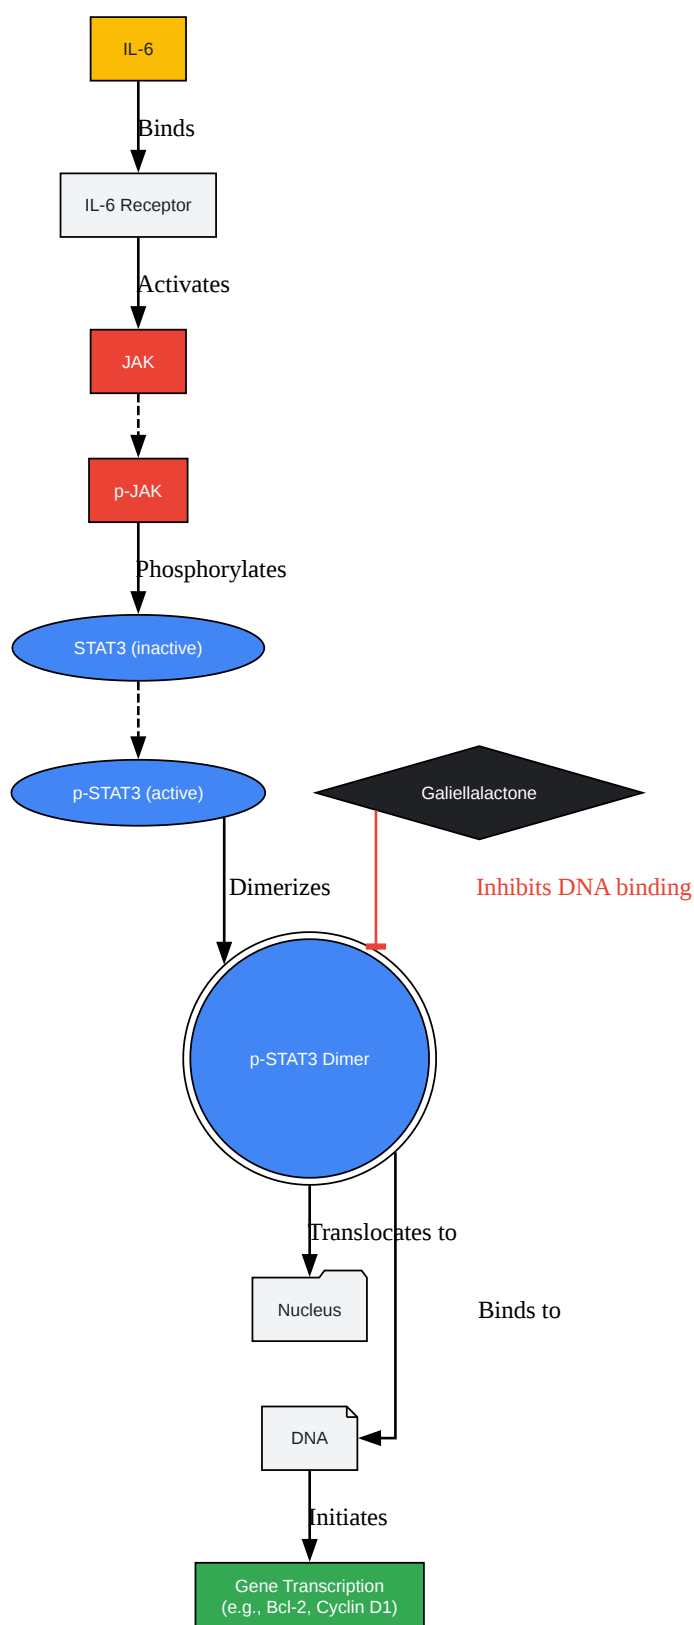 IL-6
Binds
IL-6 Receptor
Activates
JAK
p-JAK
Phosphorylates
STAT3 (inactive)
p-STAT3 (active)
Galiellalactone
Dimerizes
Inhibits DNA binding
p-STAT3 Dimer
Translocates to
Nucleus
Binds to
DNA
Initiates
Gene Transcription
(e.g., Bcl-2, Cyclin D1)